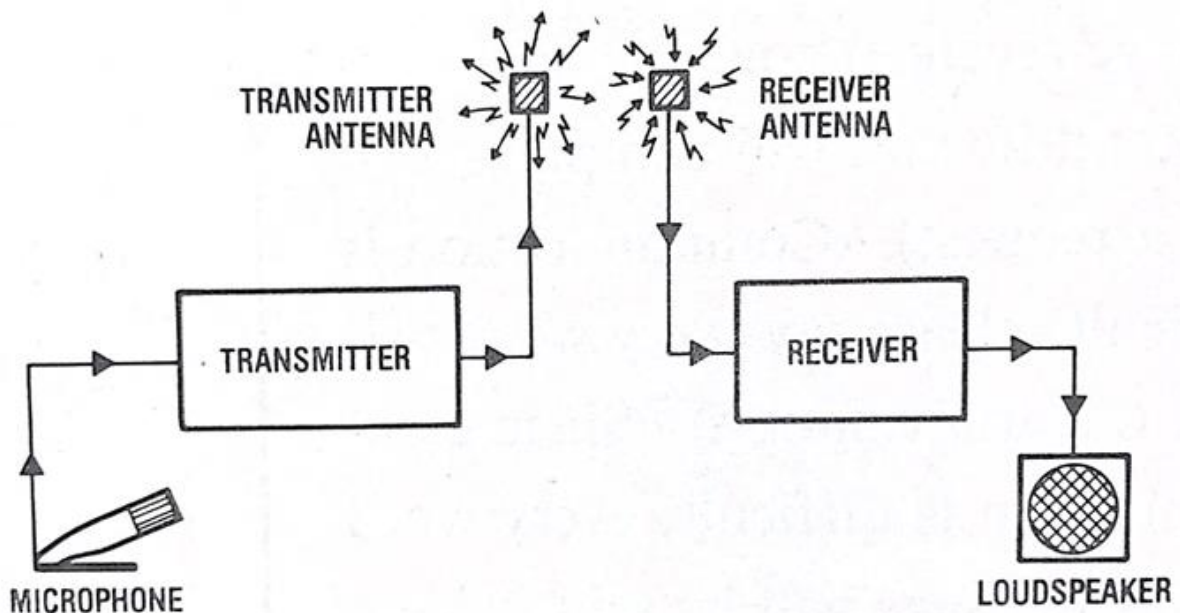 TRANSMITTER
ANTENNA
RECEIVER
ANTENNA
TRANSMITTER
RECEIVER
MICROPHONE
LOUDSPEAKER